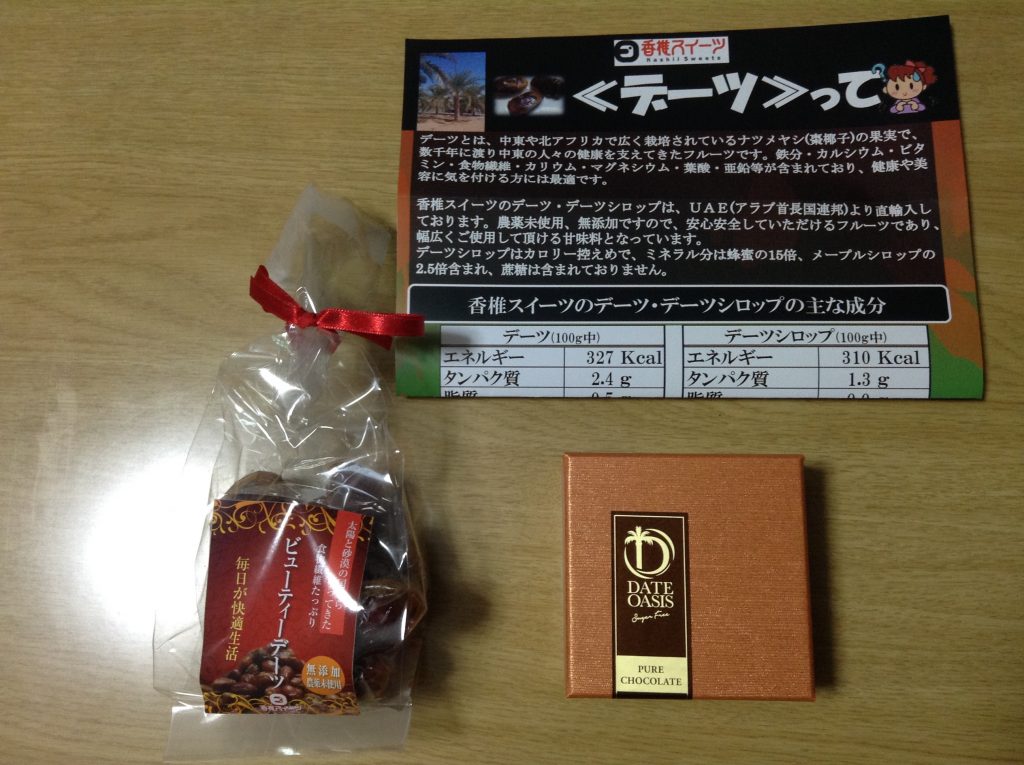 香椎スイーツ
Kashii Sweets
≪デーツ≫って
デーツとは、中東や北アフリカで広く栽培されているナツメヤシ(棗椰子)の果実で、
数千年に渡り中東の人々の健康を支えてきたフルーツです。鉄分・カルシウム・ビタ
ミン・食物繊維・カリウム・マグネシウム・葉酸・亜鉛等が含まれており、健康や美
容に気を付ける方には最適です。
香椎スイーツのデーツ・デーツシロップは、UAE(アラブ首長国連邦)より直輸入し
ております。農薬未使用、無添加ですので、安心安全していただけるフルーツであり、
幅広くご使用して頂ける甘味料となっています。
デーツシロップはカロリー控えめで、ミネラル分は蜂蜜の15倍、メープルシロップの
2.5倍含まれ、蔗糖は含まれておりません。
香椎スイーツのデーツ・デーツシロップの主な成分
デーツ(100g中)
エネルギー 327 Kcal
タンパク質 2.4 g
デーツシロップ(100g中)
エネルギー 310 Kcal
タンパク質 1.3 g
太陽と砂漠の
ってきた
食物繊維たっぷり
ビューティーデーツ
毎日が快適生活
無添加
農薬未使用
香椎スイーツ
DATE
OASIS
Sugar Free
PURE
CHOCOLATE